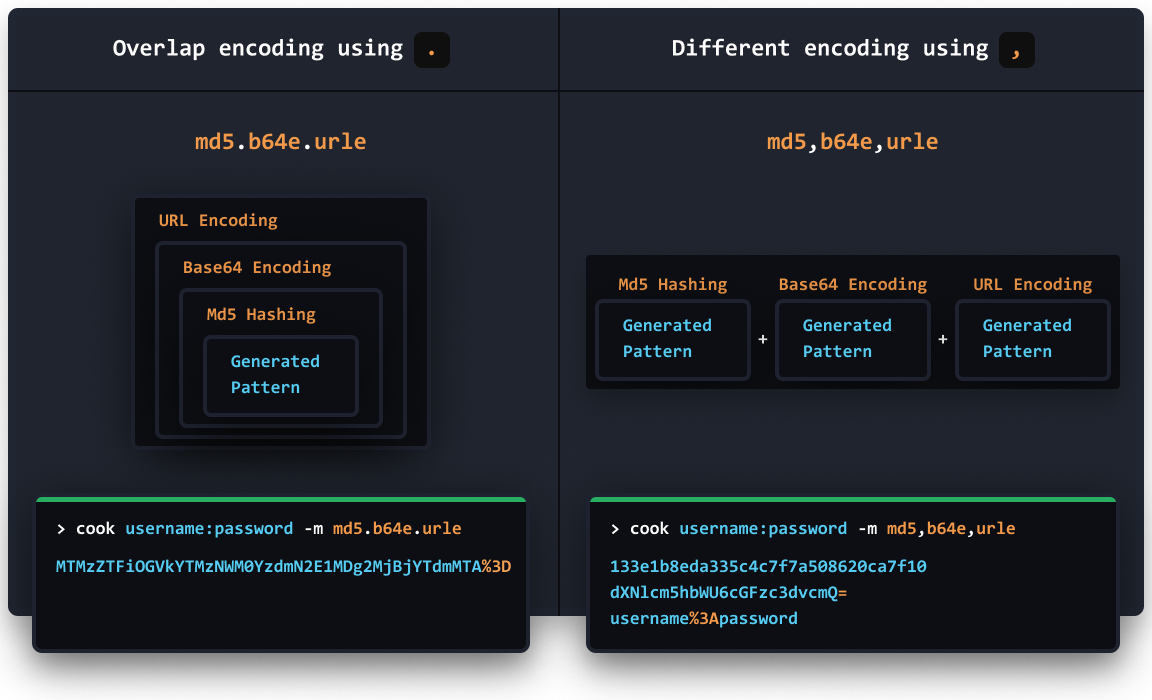 Overlap encoding using .
md5.b64e.urle
URL Encoding
Base64 Encoding
Md5 Hashing
Generated
Pattern
> cook username:password -m md5.b64e.urle
MTMzZTFiOGVkYTMzNWM0YzdmN2E1MDg2MjBjYTdmMTA%3D
Different encoding using ,
md5,b64e,urle
Md5 Hashing
Generated
Pattern
+
Base64 Encoding
Generated
Pattern
+
URL Encoding
Generated
Pattern
> cook username:password -m md5,b64e,urle
133e1b8eda335c4c7f7a508620ca7f10
dXNlcm5hbWU6cGFzc3dvcmQ=
username%3Apassword